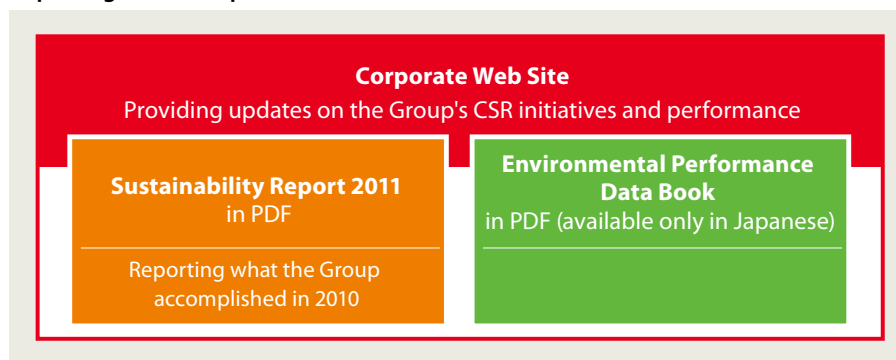 Corporate Web Site
Providing updates on the Group's CSR initiatives and performance
Sustainability Report 2011
in PDF
Reporting what the Group
accomplished in 2010
Environmental Performance
Data Book
in PDF (available only in Japanese)